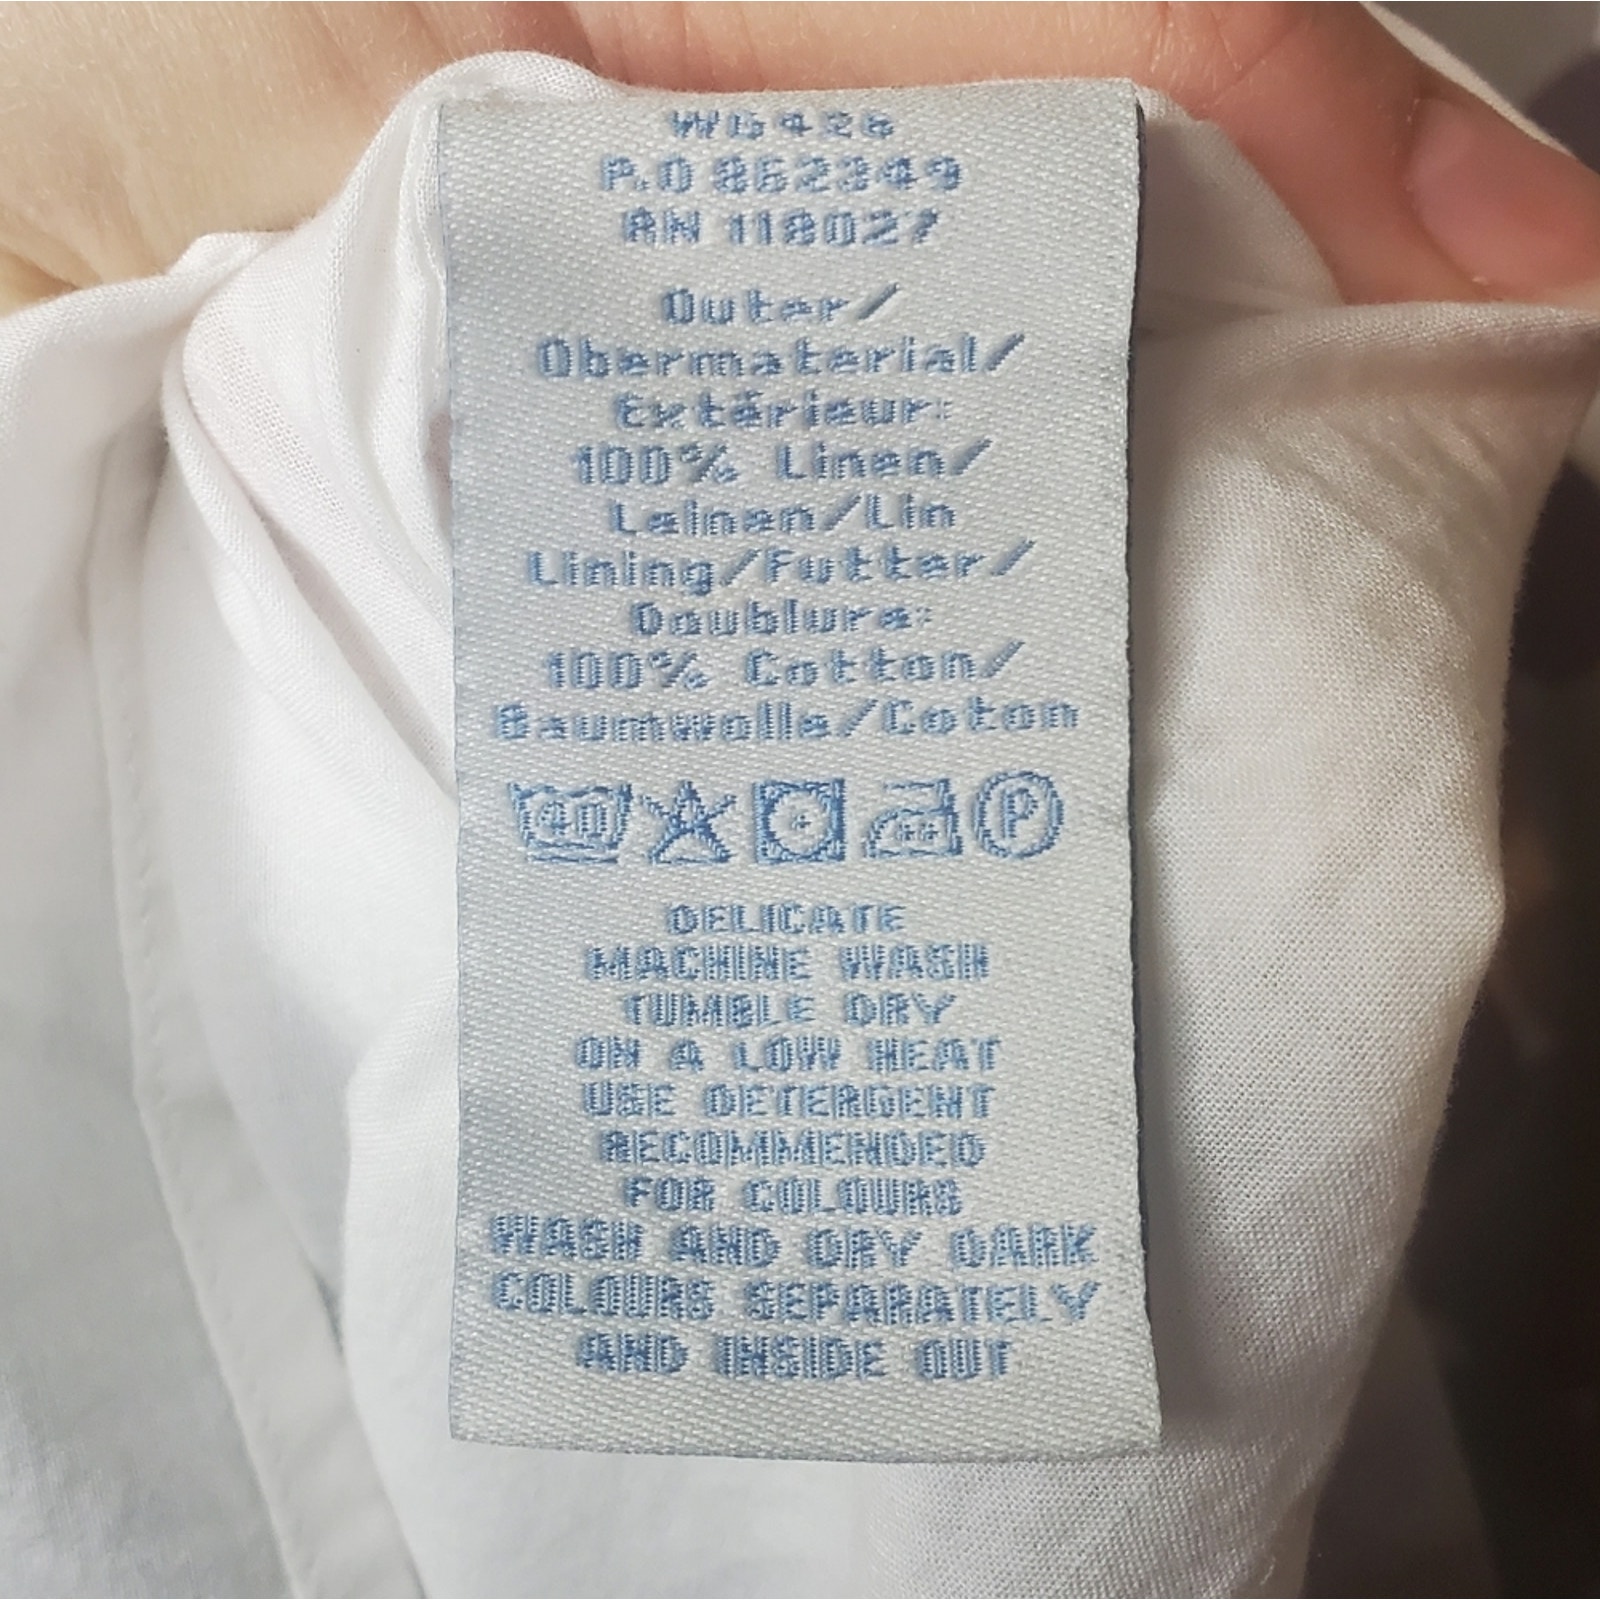 WG428
P.O 862349
RN 118027
Outer/
Obermaterial/
Extérieur:
100% Linen/
Leinen/Lin
Lining/Futter/
Doublure:
100% Cotton/
Baumwolle/Coton
40 P
DELICATE
MACHINE WASH
TUMBLE DRY
ON A LOW HEAT
USE DETERGENT
RECOMMENDED
FOR COLOURS
WASH AND DRY DARK
COLOURS SEPARATELY
AND INSIDE OUT